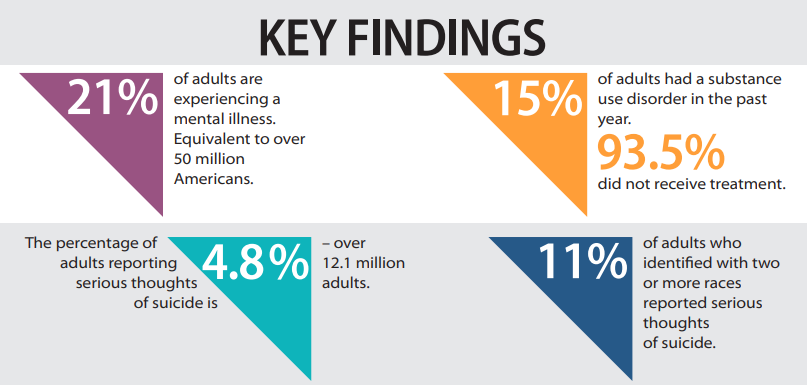 KEY FINDINGS
21%
of adults are
experiencing a
mental illness.
Equivalent to over
50 million
Americans.
15%
of adults had a substance
use disorder in the past
year.
93.5%
did not receive treatment.
The percentage of
adults reporting
serious thoughts
of suicide is
4.8%
– over
12.1 million
adults.
11%
of adults who
identified with two
or more races
reported serious
thoughts
of suicide.